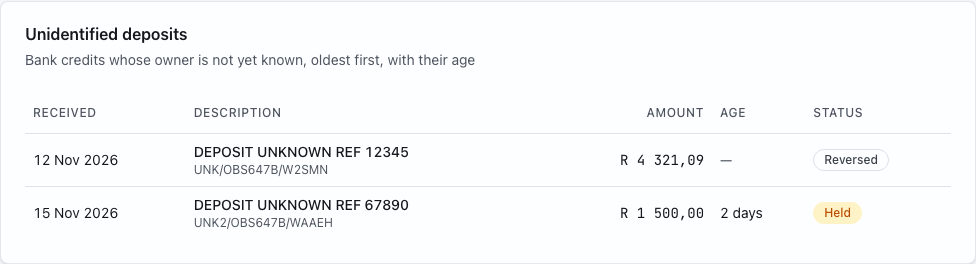 Unidentified deposits
Bank credits whose owner is not yet known, oldest first, with their age
RECEIVED DESCRIPTION AMOUNT AGE STATUS
12 Nov 2026 DEPOSIT UNKNOWN REF 12345 R 4 321,09 — Reversed
UNK/OBS647B/W2SMN
15 Nov 2026 DEPOSIT UNKNOWN REF 67890 R 1 500,00 2 days Held
UNK2/OBS647B/WAAEH